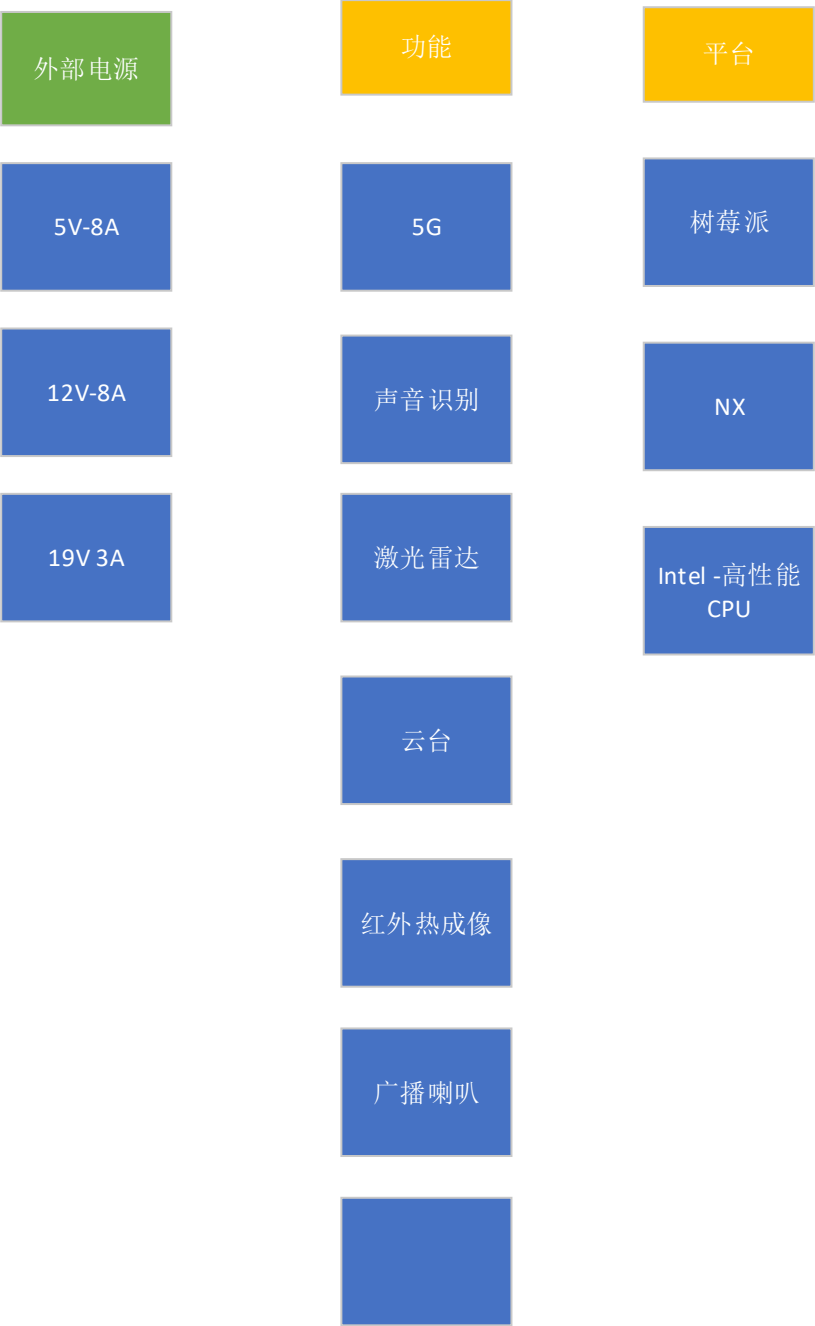 外部电源
功能
平台
5V-8A
5G
树莓派
12V-8A
声音识别
NX
19V 3A
激光雷达
Intel -高性能
CPU
云台
红外热成像
广播喇叭